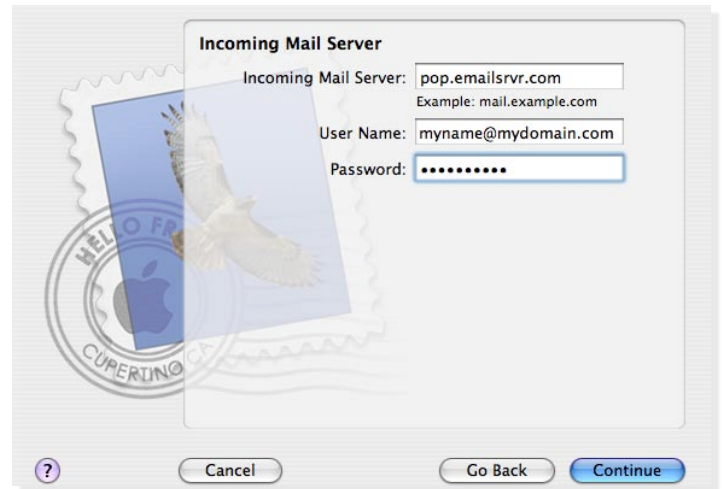 Incoming Mail Server
Incoming Mail Server: pop.emailsrvr.com
Example: mail.example.com
User Name: myname@mydomain.com
Password: ••••••••••
HELLO FR
CUPERTINO CA
? Cancel Go Back Continue